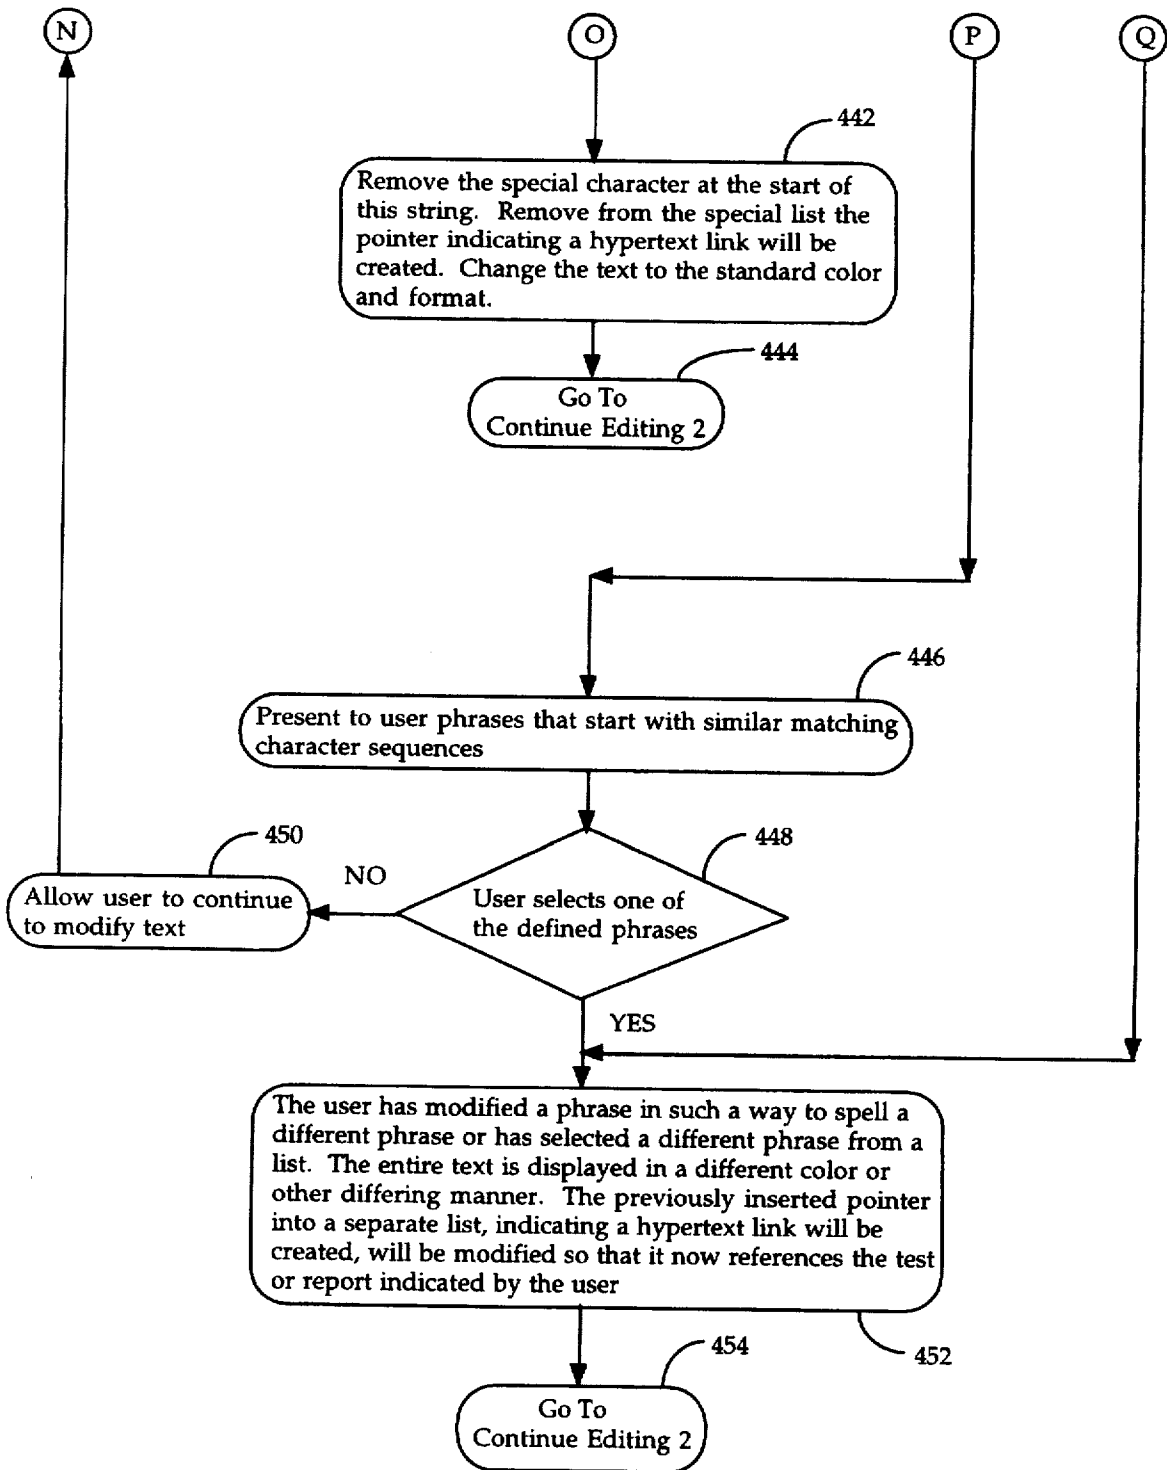 N
O
P
Q
442
Remove the special character at the start of
this string. Remove from the special list the
pointer indicating a hypertext link will be
created. Change the text to the standard color
and format.
444
Go To
Continue Editing 2
446
Present to user phrases that start with similar matching
character sequences
450
448
NO
Allow user to continue
to modify text
User selects one of
the defined phrases
YES
The user has modified a phrase in such a way to spell a
different phrase or has selected a different phrase from a
list. The entire text is displayed in a different color or
other differing manner. The previously inserted pointer
into a separate list, indicating a hypertext link will be
created, will be modified so that it now references the test
or report indicated by the user
454
452
Go To
Continue Editing 2